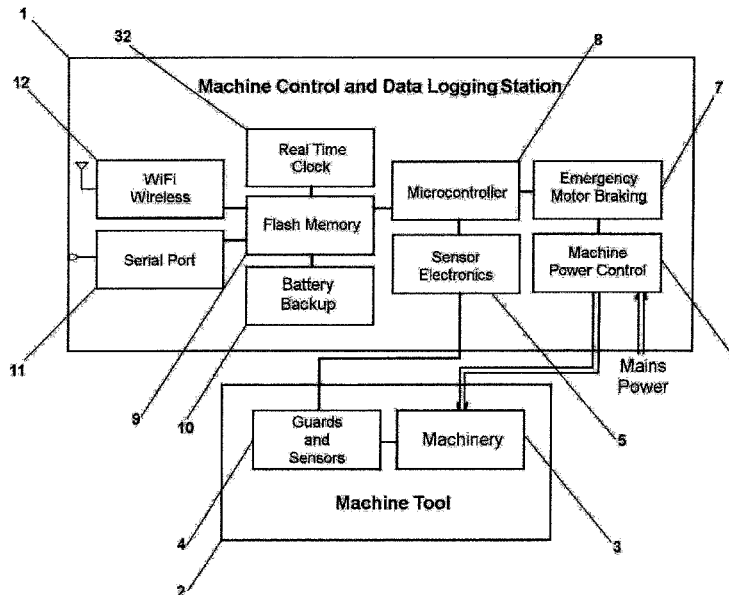 1
32
8
12
Machine Control and Data Logging Station
7
Real Time
Clock
WiFi
Wireless
Microcontroller
Emergency
Motor Braking
Flash Memory
Serial Port
Sensor
Electronics
Machine
Power Control
Battery
Backup
11
9
10
Mains
Power
5
Guards
and
Sensors
Machinery
Machine Tool
4
3
2